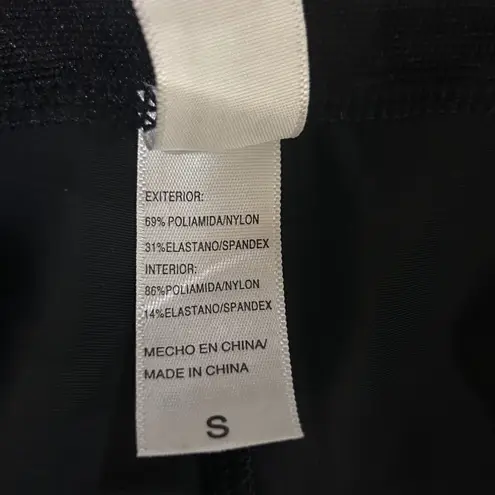 EXITERIOR:
69% POLIAMIDA/NYLON
31%ELASTANO/SPANDEX
INTERIOR:
86%POLIAMIDA/NYLON
14%ELASTANO/SPANDEX
MECHO EN CHINA/
MADE IN CHINA
S